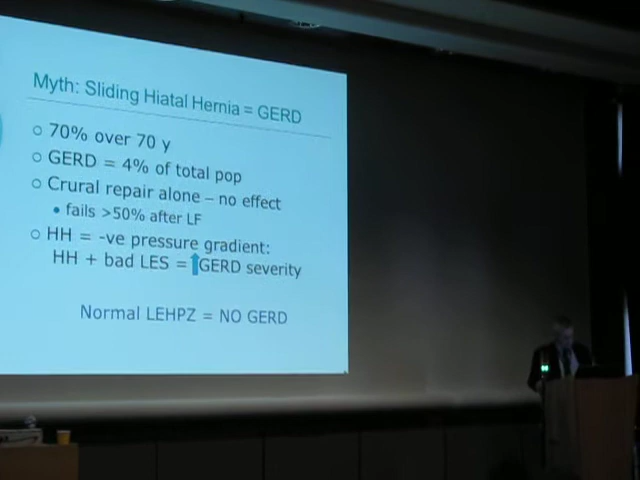 Myth: Sliding Hiatal Hernia = GERD
○ 70% over 70 y
○ GERD = 4% of total pop
○ Crural repair alone – no effect
• fails >50% after LF
○ HH = -ve pressure gradient:
HH + bad LES = ⬆GERD severity
Normal LEHPZ = NO GERD